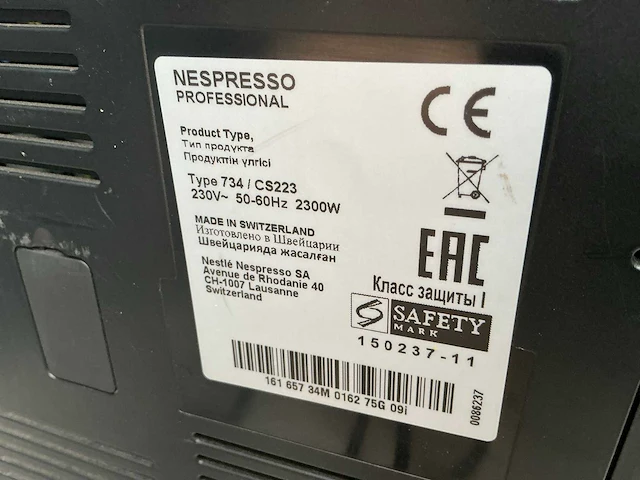 NESPRESSO
PROFESSIONAL
Product Type,
Тип продукта
Продуктін үлгісі
Type 734 / CS223
230V~ 50-60Hz 2300W
MADE IN SWITZERLAND
Изготовлено в Швейцарии
Швейцарияда жасалған
Nestlé Nespresso SA
Avenue de Rhodanie 40
CH-1007 Lausanne
Switzerland
CE
EAC
Класс защиты I
S SAFETY
MARK
150237-11
161 657 34M 0162 75G 09i
0086237